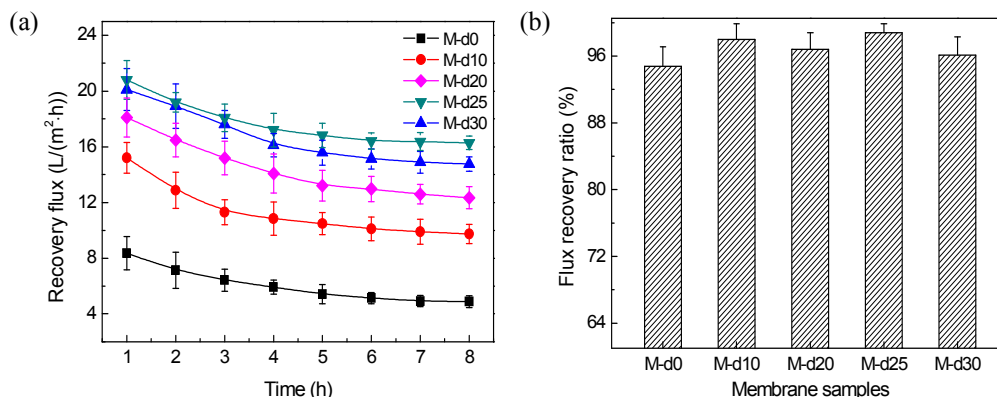 (a)
Recovery flux (L/(m²·h))
24
20
16
12
8
4
M-d0
M-d10
M-d20
M-d25
M-d30
1 2 3 4 5 6 7 8
Time (h)
(b)
Flux recovery ratio (%)
96
88
80
72
64
M-d0 M-d10 M-d20 M-d25 M-d30
Membrane samples